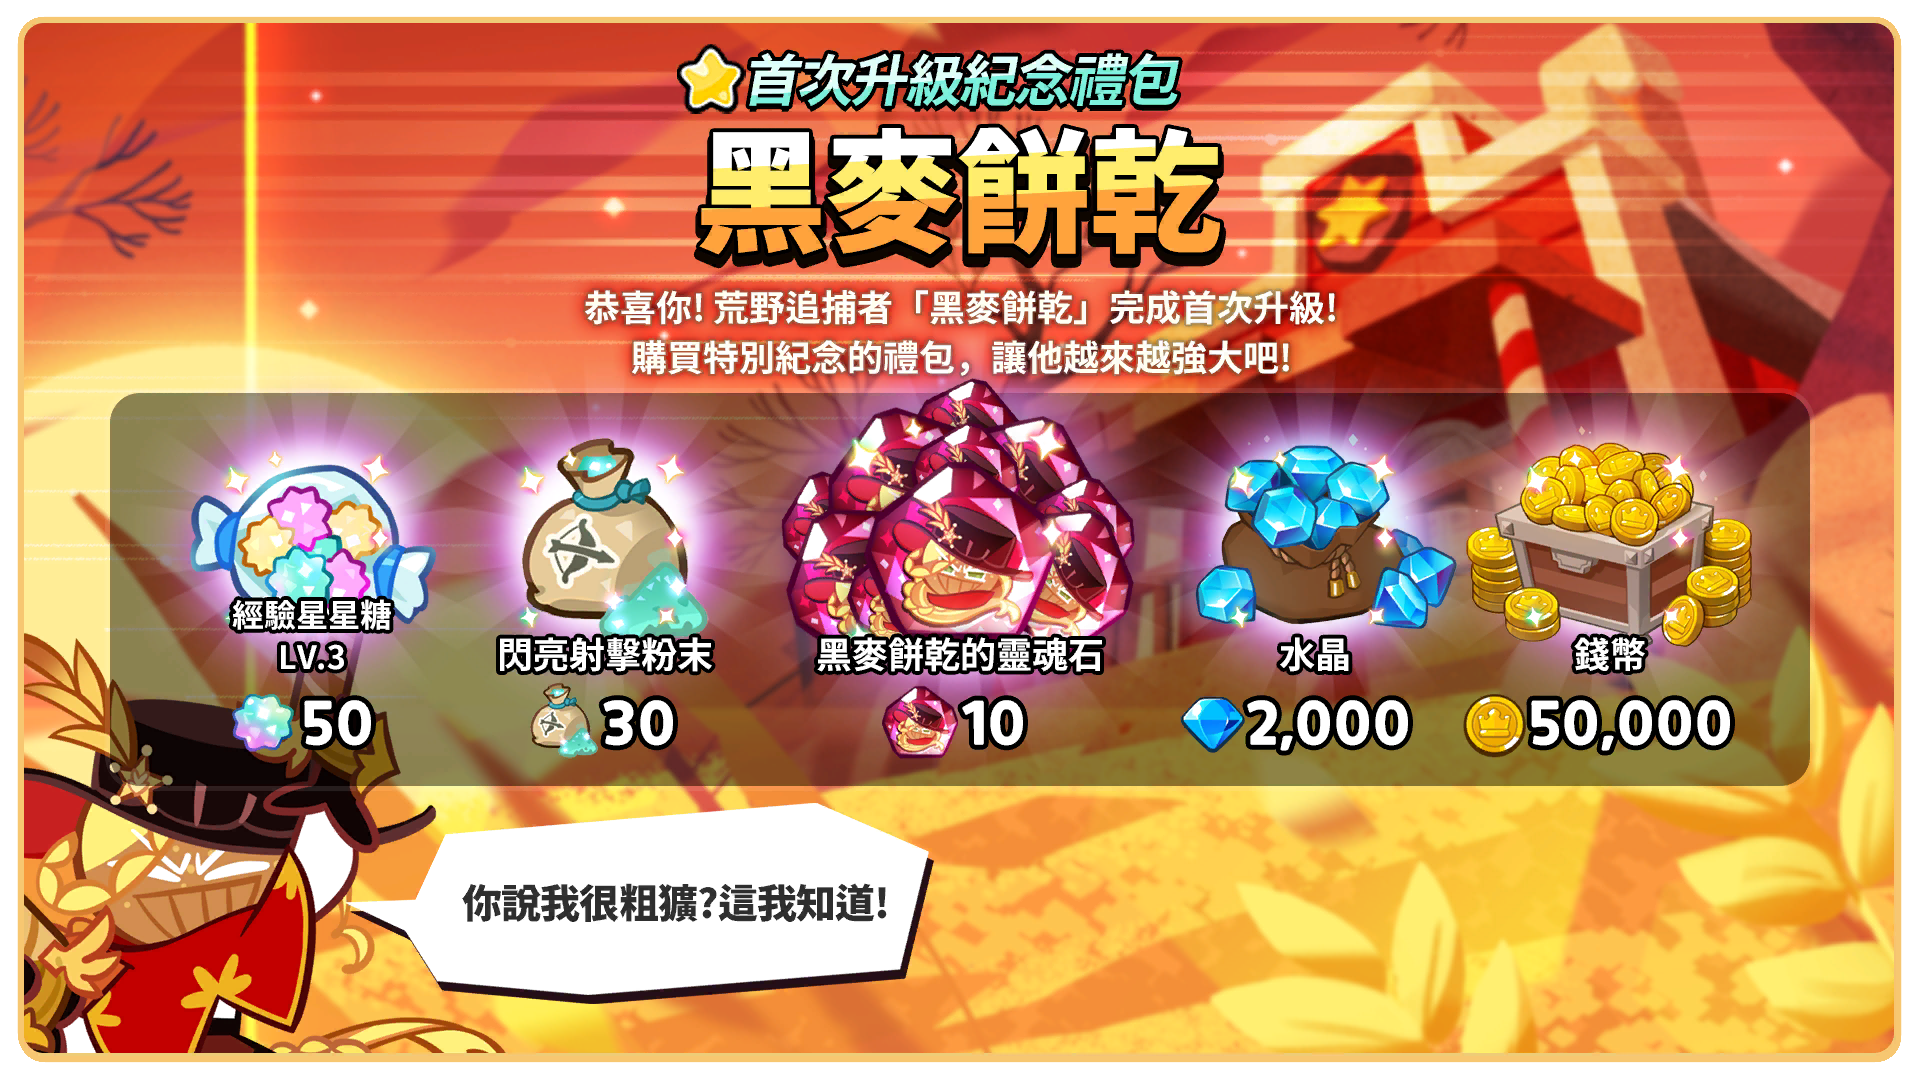 首次升級紀念禮包
黑麥餅乾
恭喜你! 荒野追捕者「黑麥餅乾」完成首次升級!
購買特別紀念的禮包，讓他越來越強大吧!
經驗星星糖
LV.3
50
閃亮射擊粉末
30
黑麥餅乾的靈魂石
10
水晶
2,000
錢幣
50,000
你說我很粗獷?這我知道!